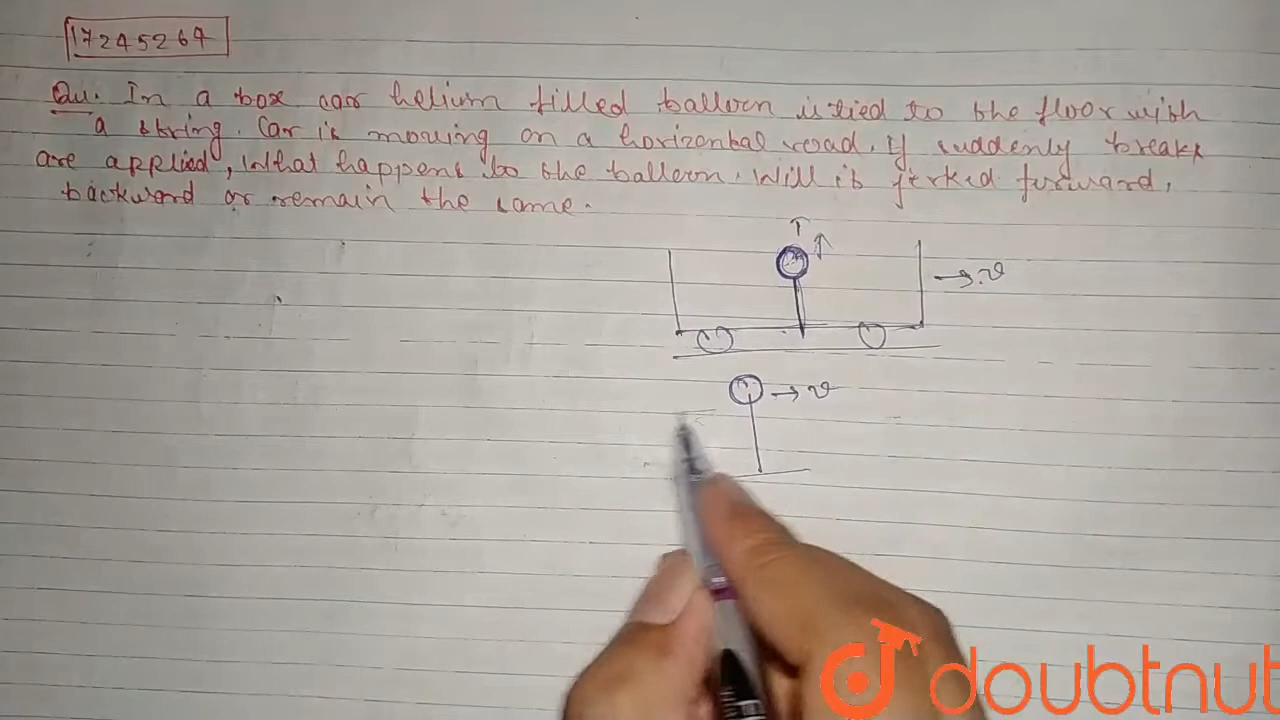 17245264
Qu. In a box car helium filled balloon is tied to the floor with
a string. Car is moving on a horizontal road. If suddenly breaks
are applied, What happens to the balloon. Will it jerked forward,
backward or remain the same.
→v
→v
doubtnut